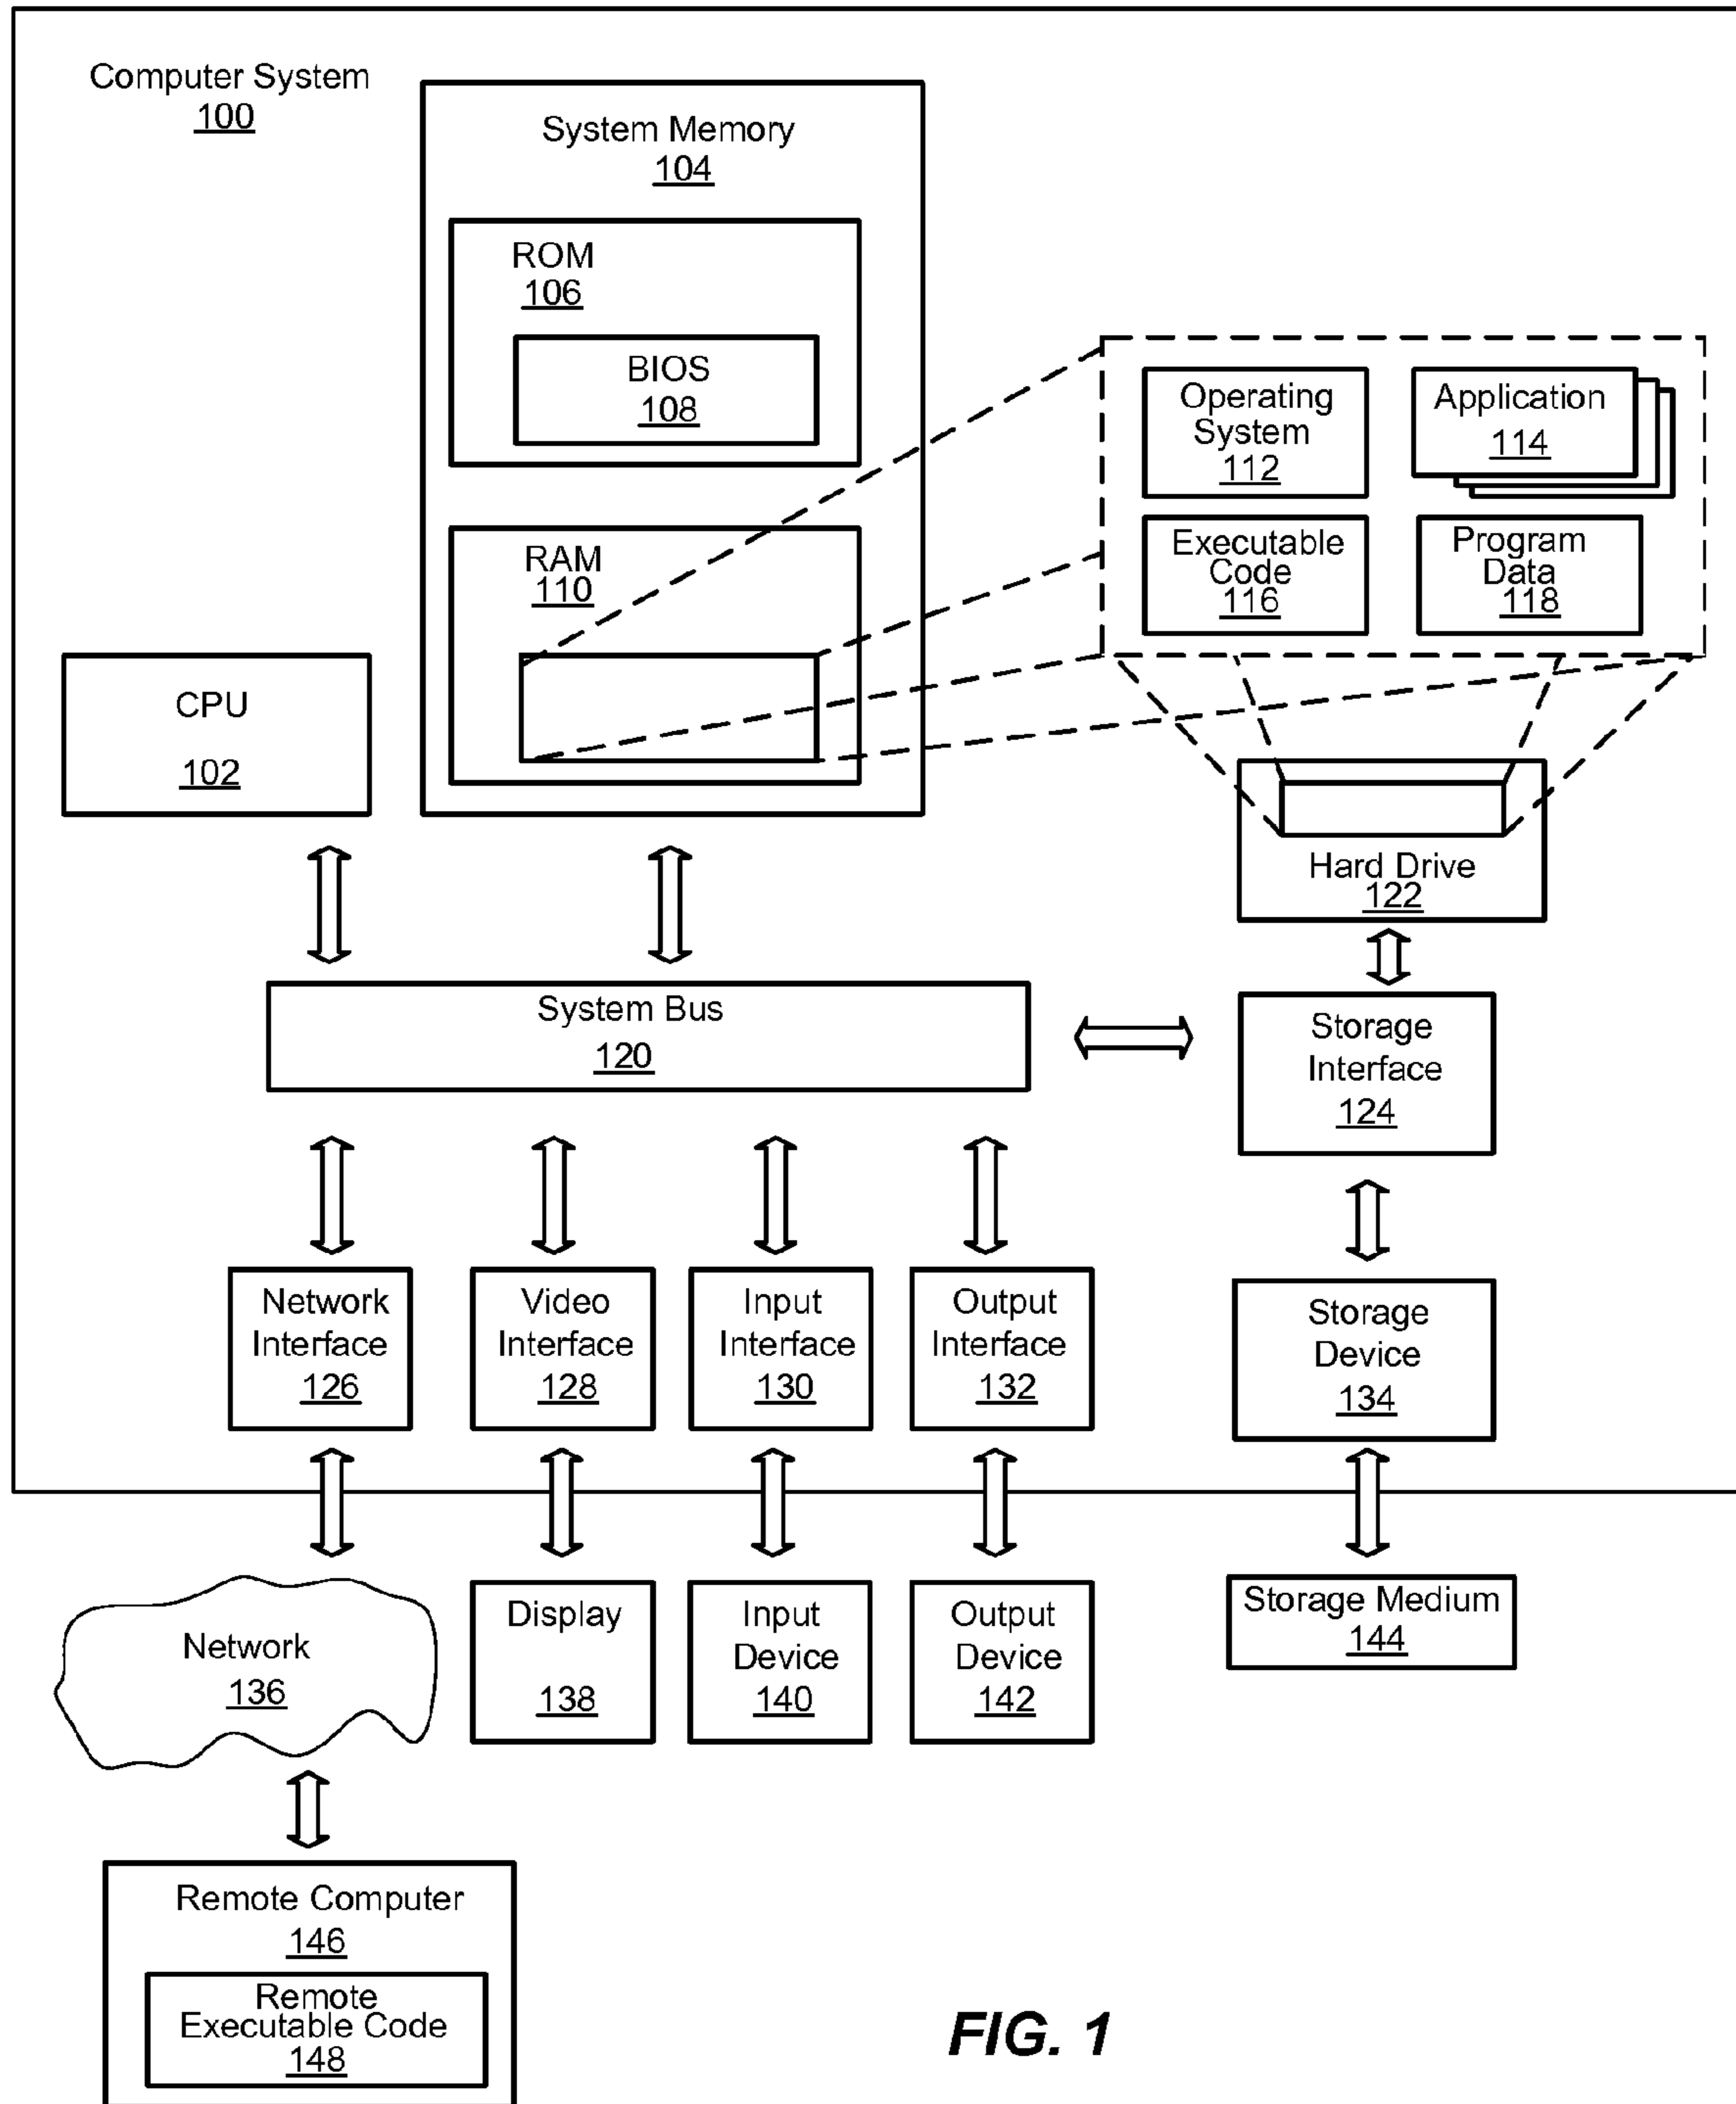 Computer System
100
System Memory
104
ROM
106
BIOS
108
RAM
110
Operating
System
112
Application
114
Executable
Code
116
Program
Data
118
CPU
102
Hard Drive
122
System Bus
120
Storage
Interface
124
Network
Interface
126
Video
Interface
128
Input
Interface
130
Output
Interface
132
Storage
Device
134
Network
136
Display
138
Input
Device
140
Output
Device
142
Storage Medium
144
Remote Computer
146
Remote
Executable Code
148
FIG. 1